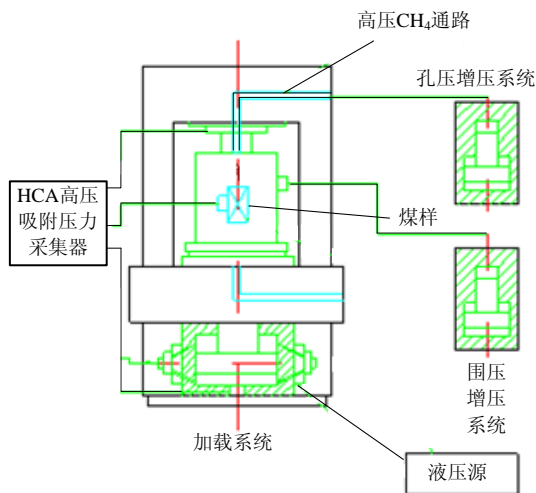 高压CH₄通路
孔压增压系统
HCA高压
吸附压力
采集器
煤样
围压
增压
系统
加载系统
液压源